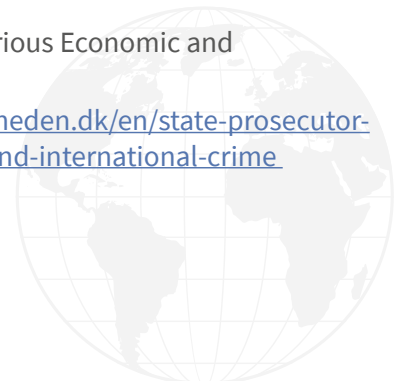 rious Economic and
neden.dk/en/state-prosecutor-
nd-international-crime